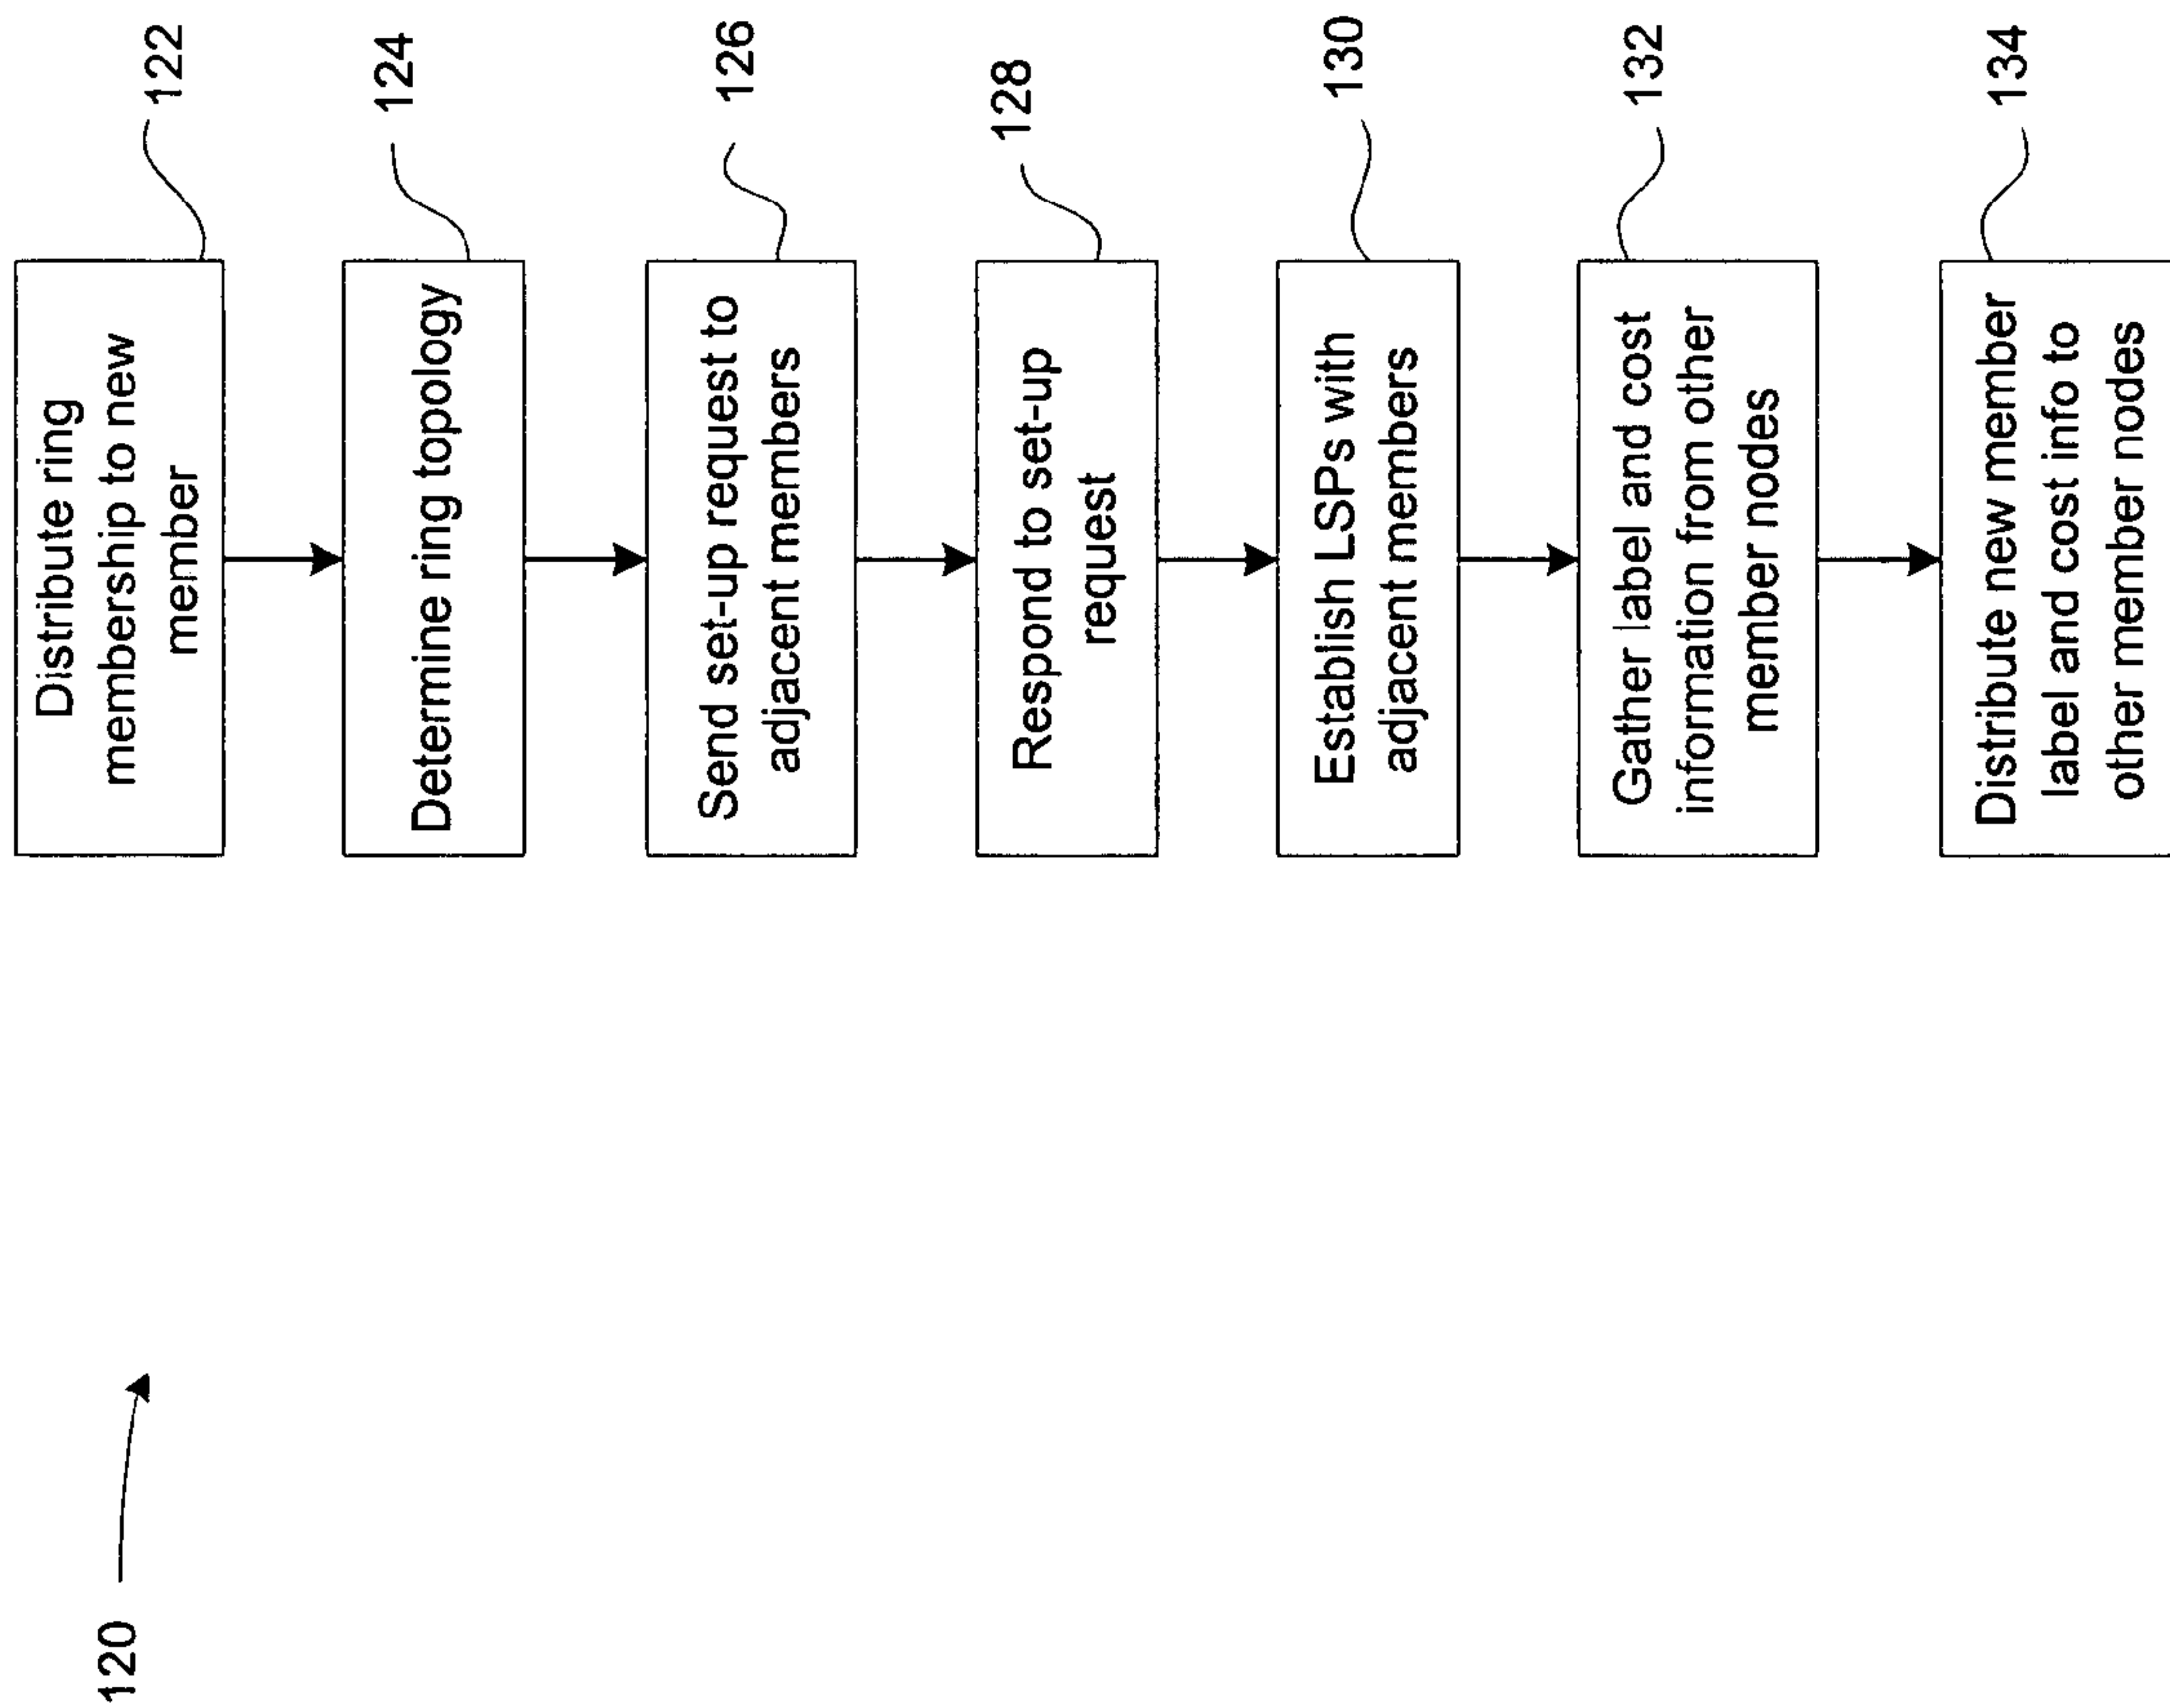 120
Distribute ring
membership to new
member
122
Determine ring topology
124
Send set-up request to
adjacent members
126
Respond to set-up
request
128
Establish LSPs with
adjacent members
130
Gather label and cost
information from other
member nodes
132
Distribute new member
label and cost info to
other member nodes
134